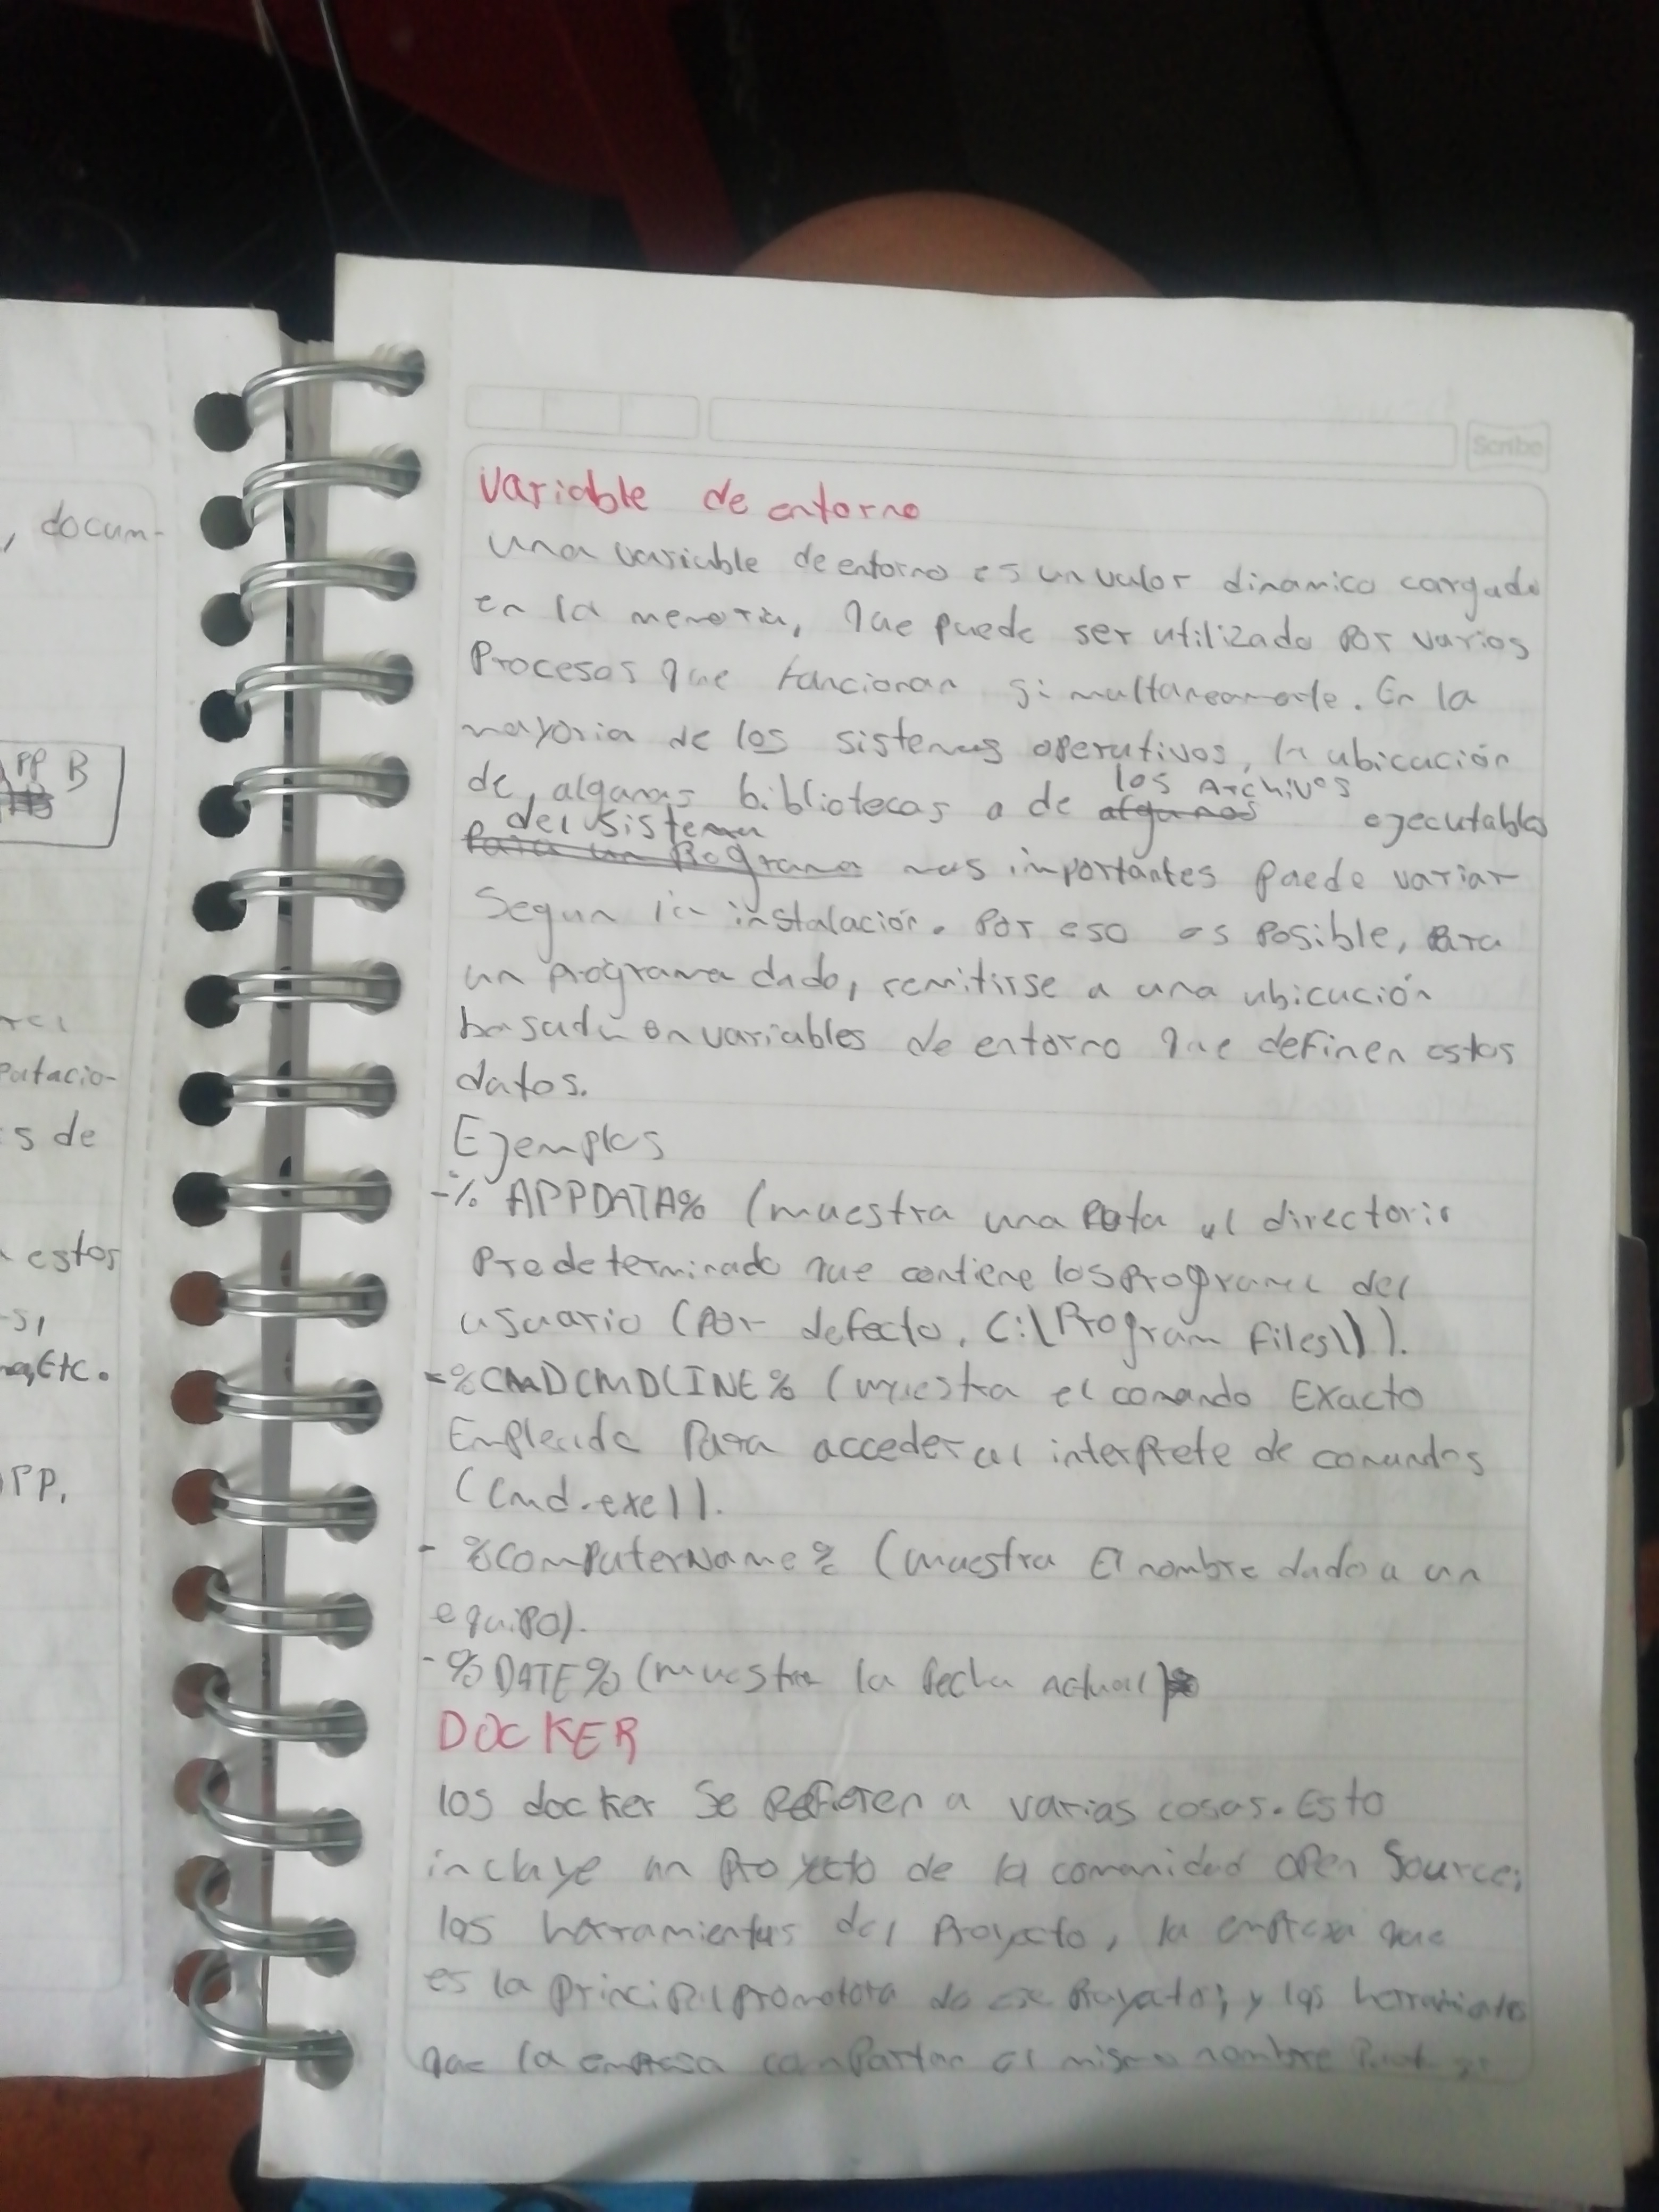 , docum-
PP B
putacio-
s de
estos
Etc.
PP.
Scribe
Variable de entorno
una variable de entorno es un valor dinamico cargado
en la memoria, que puede ser utilizado por varios
Procesos que funcionan simultaneamente. En la
mayoria de los sistemas operativos, la ubicación
de algunas bibliotecas o de algunos los Archivos ejecutables
para un Programa del sistema mas importantes puede variar
Segun la instalación. Por eso es posible, para
un programa dado, remitirse a una ubicación
basada en variables de entorno que definen estos
datos.
Ejemplos
-% APPDATA% (muestra una Ruta al directorio
Predeterminado que contiene los programa del
usuario (Por defecto, C:\Program Files\)).
-%CMDCMDLINE% (muestra el comando Exacto
Empleado Para acceder al interprete de comandos
(Cmd.exe)).
- %ComputerName% (muestra El nombre dado a un
equipo).
-%DATE% (muestra la fecha actual)
DOCKER
los docker Se Refieren a varias cosas. Esto
incluye un Proyecto de la comunidad open Source;
las herramientas del Proyecto, la empresa que
es la principal promotora de ese Proyecto; y las herramientas
que la empresa comparten el mismo nombre